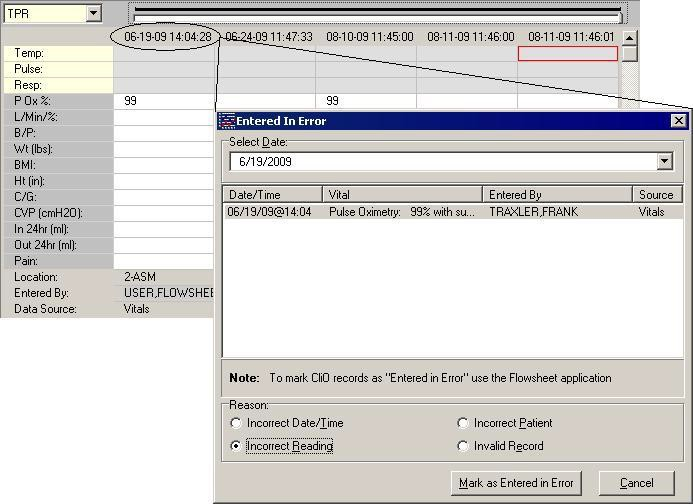 TPR
06-19-09 14:04:28 06-24-09 11:47:33 08-10-09 11:45:00 08-11-09 11:46:00 08-11-09 11:46:01
Temp:
Pulse:
Resp:
P Ox %: 99 99
L/Min/%:
B/P:
Wt (lbs):
BMI:
Ht (in):
C/G:
CVP (cmH2O):
In 24hr (ml):
Out 24hr (ml):
Pain:
Location: 2-ASM
Entered By: USER,FLOWSHEE
Data Source: Vitals
Entered In Error
Select Date:
6/19/2009
Date/Time Vital Entered By Source
06/19/09@14:04 Pulse Oximetry: 99% with su... TRAXLER,FRANK Vitals
Note: To mark CliO records as "Entered in Error" use the Flowsheet application
Reason:
Incorrect Date/Time Incorrect Patient
Incorrect Reading Invalid Record
Mark as Entered in Error Cancel